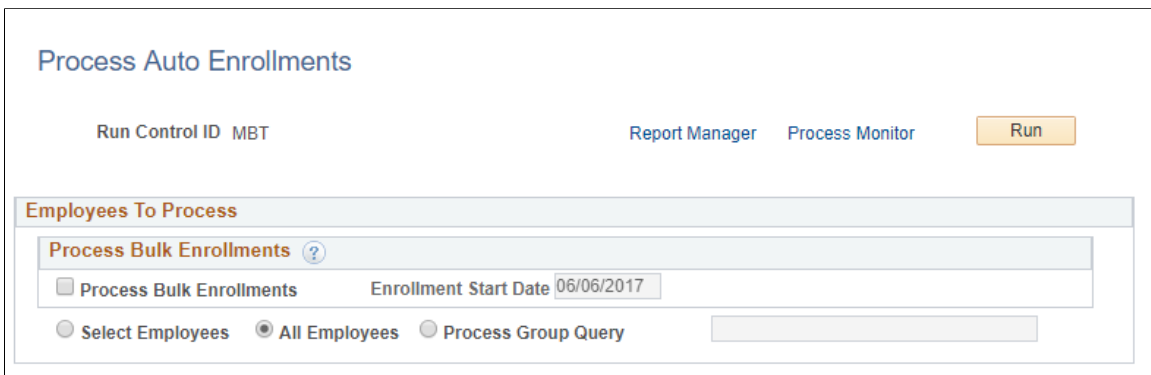 Process Auto Enrollments
Run Control ID MBT Report Manager Process Monitor Run
Employees To Process
Process Bulk Enrollments ?
Process Bulk Enrollments Enrollment Start Date 06/06/2017
Select Employees All Employees Process Group Query